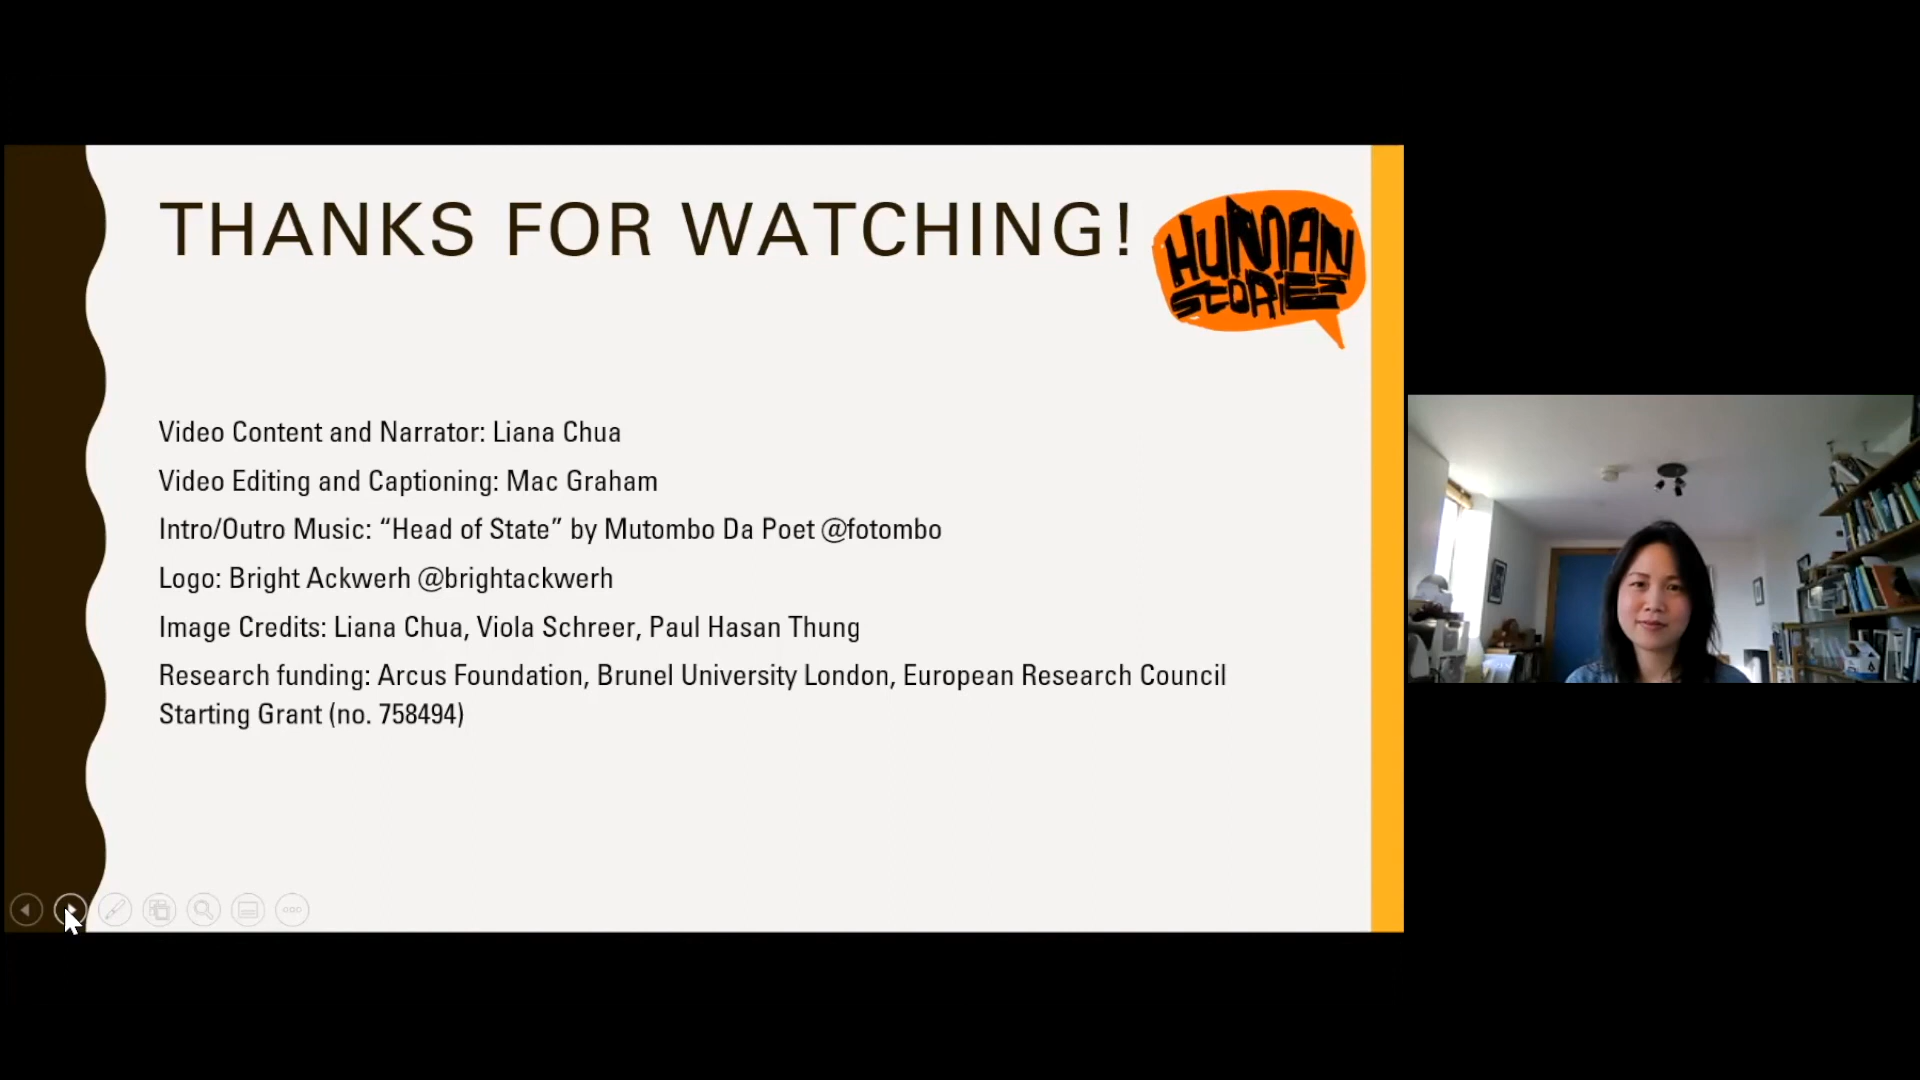 THANKS FOR WATCHING!
HUMAN
STORIES
Video Content and Narrator: Liana Chua
Video Editing and Captioning: Mac Graham
Intro/Outro Music: “Head of State” by Mutombo Da Poet @fotombo
Logo: Bright Ackwerh @brightackwerh
Image Credits: Liana Chua, Viola Schreer, Paul Hasan Thung
Research funding: Arcus Foundation, Brunel University London, European Research Council
Starting Grant (no. 758494)